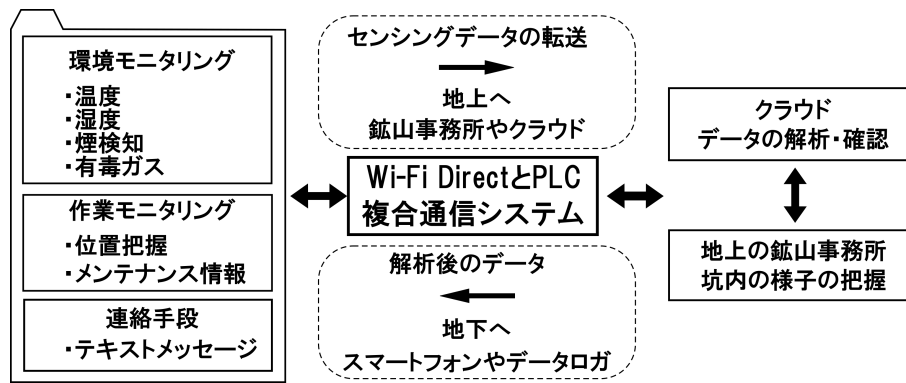 環境モニタリング
・温度
・湿度
・煙検知
・有毒ガス
作業モニタリング
・位置把握
・メンテナンス情報
連絡手段
・テキストメッセージ
センシングデータの転送
地上へ
鉱山事務所やクラウド
Wi-Fi DirectとPLC
複合通信システム
解析後のデータ
地下へ
スマートフォンやデータロガ
クラウド
データの解析・確認
地上の鉱山事務所
坑内の様子の把握